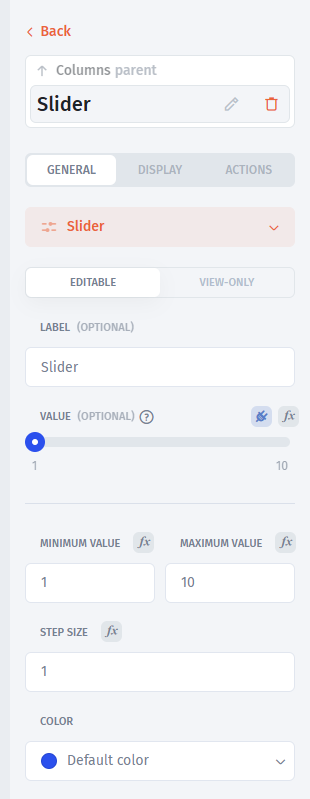 Back
Columns parent
Slider
GENERAL DISPLAY ACTIONS
Slider
EDITABLE VIEW-ONLY
LABEL (OPTIONAL)
Slider
VALUE (OPTIONAL) ? fx
1 10
MINIMUM VALUE fx MAXIMUM VALUE fx
1 10
STEP SIZE fx
1
COLOR
Default color